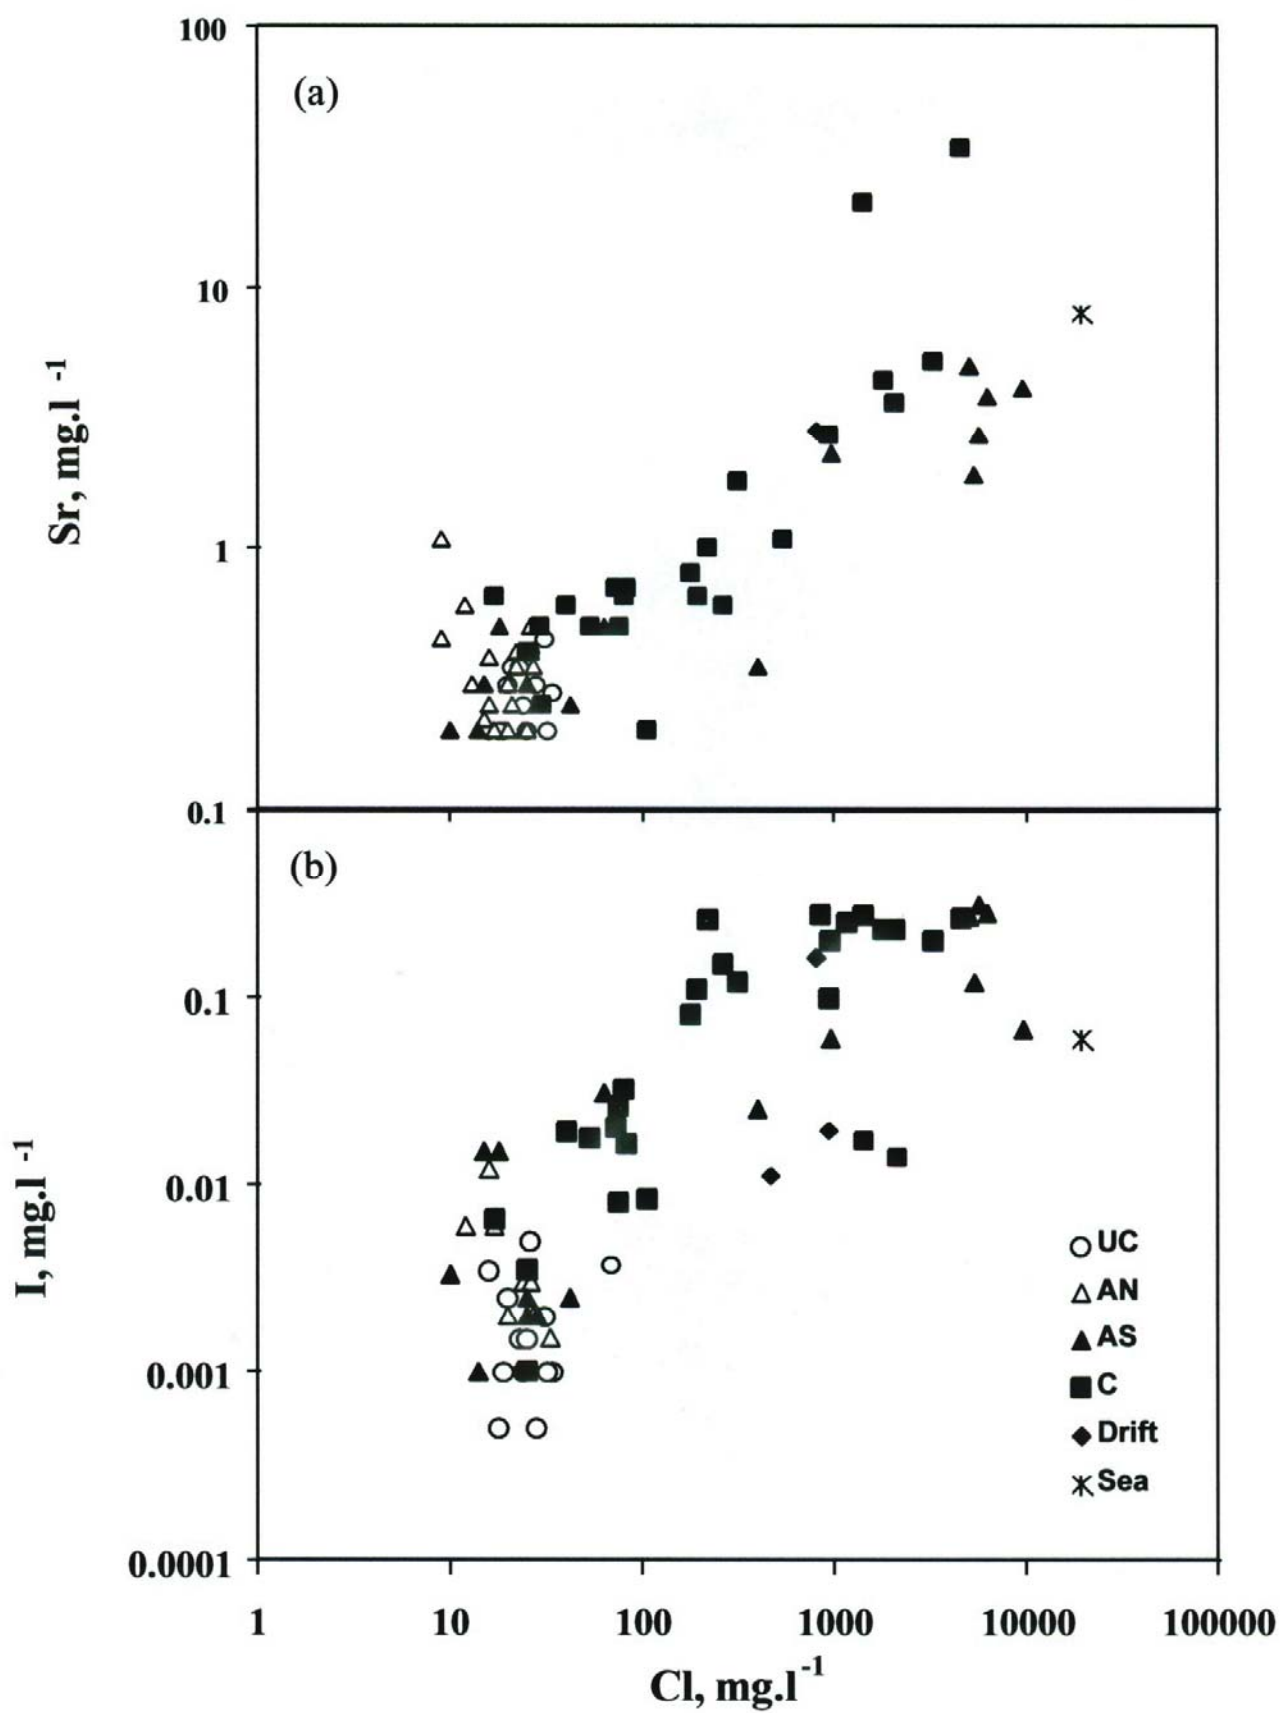 100
(a)
10
Sr, mg.l -1
1
0.1
(b)
0.1
I, mg.l -1
0.01
UC
AN
AS
0.001
C
Drift
Sea
0.0001
1 10 100 1000 10000 100000
Cl, mg.l-1